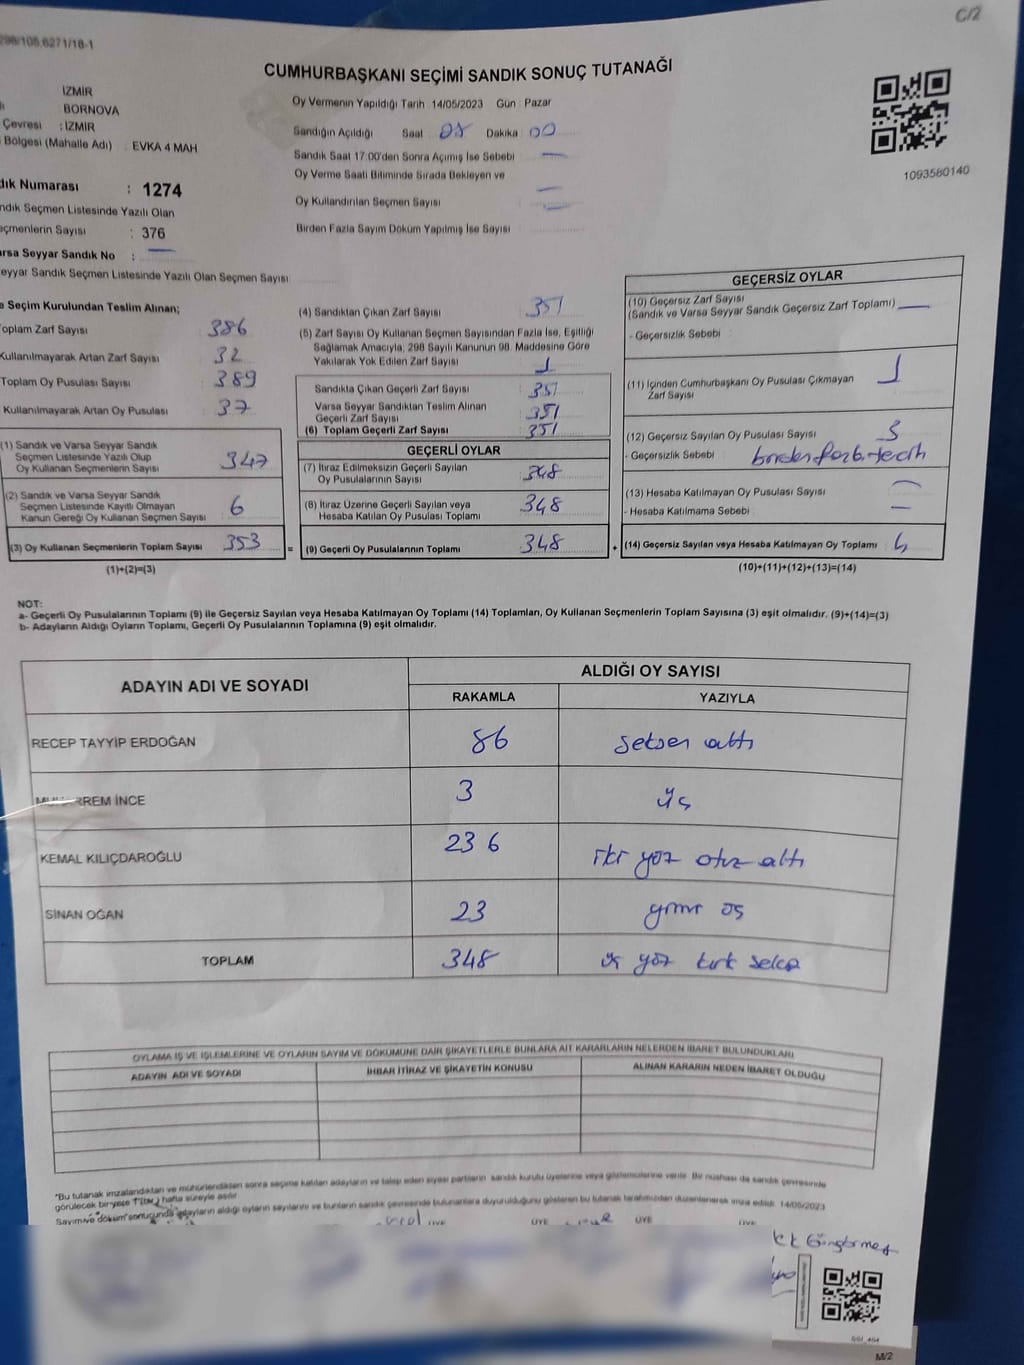 C/2
298/105.6271/18-1
CUMHURBAŞKANI SEÇİMİ SANDIK SONUÇ TUTANAĞI
İZMİR
BORNOVA
Çevresi : İZMİR
Bölgesi (Mahalle Adı) : EVKA 4 MAH
Oy Vermenin Yapıldığı Tarih : 14/05/2023 Gün : Pazar
Sandığın Açıldığı Saat 08 Dakika : 00
Sandık Saat 17:00'den Sonra Açımış İse Sebebi : —
Oy Verme Saati Bitiminde Sırada Bekleyen ve
Oy Kullandırılan Seçmen Sayısı
Birden Fazla Sayım Döküm Yapılmış İse Sayısı
1093580140
dık Numarası : 1274
ndık Seçmen Listesinde Yazılı Olan
eçmenlerin Sayısı : 376
arsa Seyyar Sandık No : —
eyyar Sandık Seçmen Listesinde Yazılı Olan Seçmen Sayısı
e Seçim Kurulundan Teslim Alınan;
oplam Zarf Sayısı : 386
Kullanılmayarak Artan Zarf Sayısı : 32
Toplam Oy Pusulası Sayısı : 389
Kullanılmayarak Artan Oy Pusulası : 37
(1) Sandık ve Varsa Seyyar Sandık
Seçmen Listesinde Yazılı Olup
Oy Kullanan Seçmenlerin Sayısı : 347
(2) Sandık ve Varsa Seyyar Sandık
Seçmen Listesinde Kayıtlı Olmayan
Kanun Gereği Oy Kullanan Seçmen Sayısı : 6
(3) Oy Kullanan Seçmenlerin Toplam Sayısı : 353 =
(1)+(2)=(3)
(4) Sandıktan Çıkan Zarf Sayısı : 351
(5) Zarf Sayısı Oy Kullanan Seçmen Sayısından Fazla İse, Eşitliği
Sağlamak Amacıyla; 298 Sayılı Kanunun 98. Maddesine Göre
Yakılarak Yok Edilen Zarf Sayısı : 1
Sandıkta Çıkan Geçerli Zarf Sayısı : 351
Varsa Seyyar Sandıktan Teslim Alınan
Geçerli Zarf Sayısı : 351
(6) Toplam Geçerli Zarf Sayısı : 351
GEÇERLİ OYLAR
(7) İtiraz Edilmeksizin Geçerli Sayılan
Oy Pusulalarının Sayısı : 348
(8) İtiraz Üzerine Geçerli Sayılan veya
Hesaba Katılan Oy Pusulası Toplamı : 348
(9) Geçerli Oy Pusulalarının Toplamı : 348 +
GEÇERSİZ OYLAR
(10) Geçersiz Zarf Sayısı
(Sandık ve Varsa Seyyar Sandık Geçersiz Zarf Toplamı) : —
- Geçersizlik Sebebi :
(11) İçinden Cumhurbaşkanı Oy Pusulası Çıkmayan
Zarf Sayısı : 1
(12) Geçersiz Sayılan Oy Pusulası Sayısı :
- Geçersizlik Sebebi :
(13) Hesaba Katılmayan Oy Pusulası Sayısı : —
- Hesaba Katılmama Sebebi : —
(14) Geçersiz Sayılan veya Hesaba Katılmayan Oy Toplamı :
(10)+(11)+(12)+(13)=(14)
NOT:
a- Geçerli Oy Pusulalarının Toplamı (9) ile Geçersiz Sayılan veya Hesaba Katılmayan Oy Toplamı (14) Toplamları, Oy Kullanan Seçmenlerin Toplam Sayısına (3) eşit olmalıdır. (9)+(14)=(3)
b- Adayların Aldığı Oyların Toplamı, Geçerli Oy Pusulalarının Toplamına (9) eşit olmalıdır.
ADAYIN ADI VE SOYADI ALDIĞI OY SAYISI
RAKAMLA YAZIYLA
RECEP TAYYİP ERDOĞAN 86 seksen altı
REM İNCE 3 üç
KEMAL KILIÇDAROĞLU 236 iki yüz otuz altı
SİNAN OĞAN 23 yirmi üç
TOPLAM 348 üç yüz kırk sekiz
OYLAMA İŞ VE İŞLEMLERİNE VE OYLARIN SAYIM VE DÖKÜMÜNE DAİR ŞİKAYETLERLE BUNLARA AİT KARARLARIN NELERDEN İBARET BULUNDUKLARI
ADAYIN ADI VE SOYADI İHBAR İTİRAZ VE ŞİKAYETİN KONUSU ALINAN KARARIN NEDEN İBARET OLDUĞU
*Bu tutanak imzalandıktan ve mühürlendikten sonra seçime katılan adayların ve talep eden siyasi partilerin sandık kurulu üyelerine veya gözlemcilerine verilir. Bir nüshası da sandık çevresinde
görülecek bir yere 1 (bir) hafta süreyle asılır.
Sayım ve döküm sonucunda adayların aldığı oyların sayılarını ve bunların sandık çevresinde bulunanlara duyurulduğunu gösteren bu tutanak tarafımızdan düzenlenerek imza edildi. 14/05/2023
ÜYE ÜYE ÜYE ÜYE
M/2